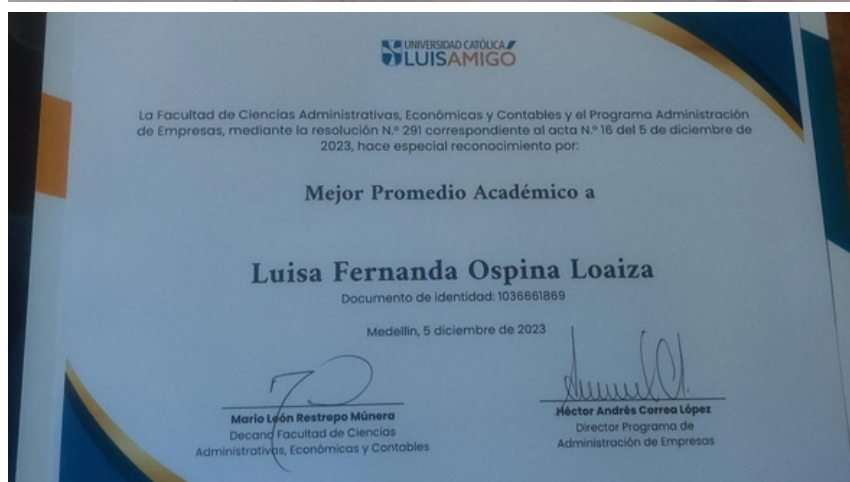 UNIVERSIDAD CATÓLICA
LUISAMIGO
La Facultad de Ciencias Administrativas, Económicas y Contables y el Programa Administración
de Empresas, mediante la resolución N.º 291 correspondiente al acta N.º 16 del 5 de diciembre de
2023, hace especial reconocimiento por:
Mejor Promedio Académico a
Luisa Fernanda Ospina Loaiza
Documento de identidad: 1036661869
Medellín, 5 diciembre de 2023
Mario León Restrepo Múnera
Decano Facultad de Ciencias
Administrativas, Económicas y Contables
Héctor Andrés Correa López
Director Programa de
Administración de Empresas